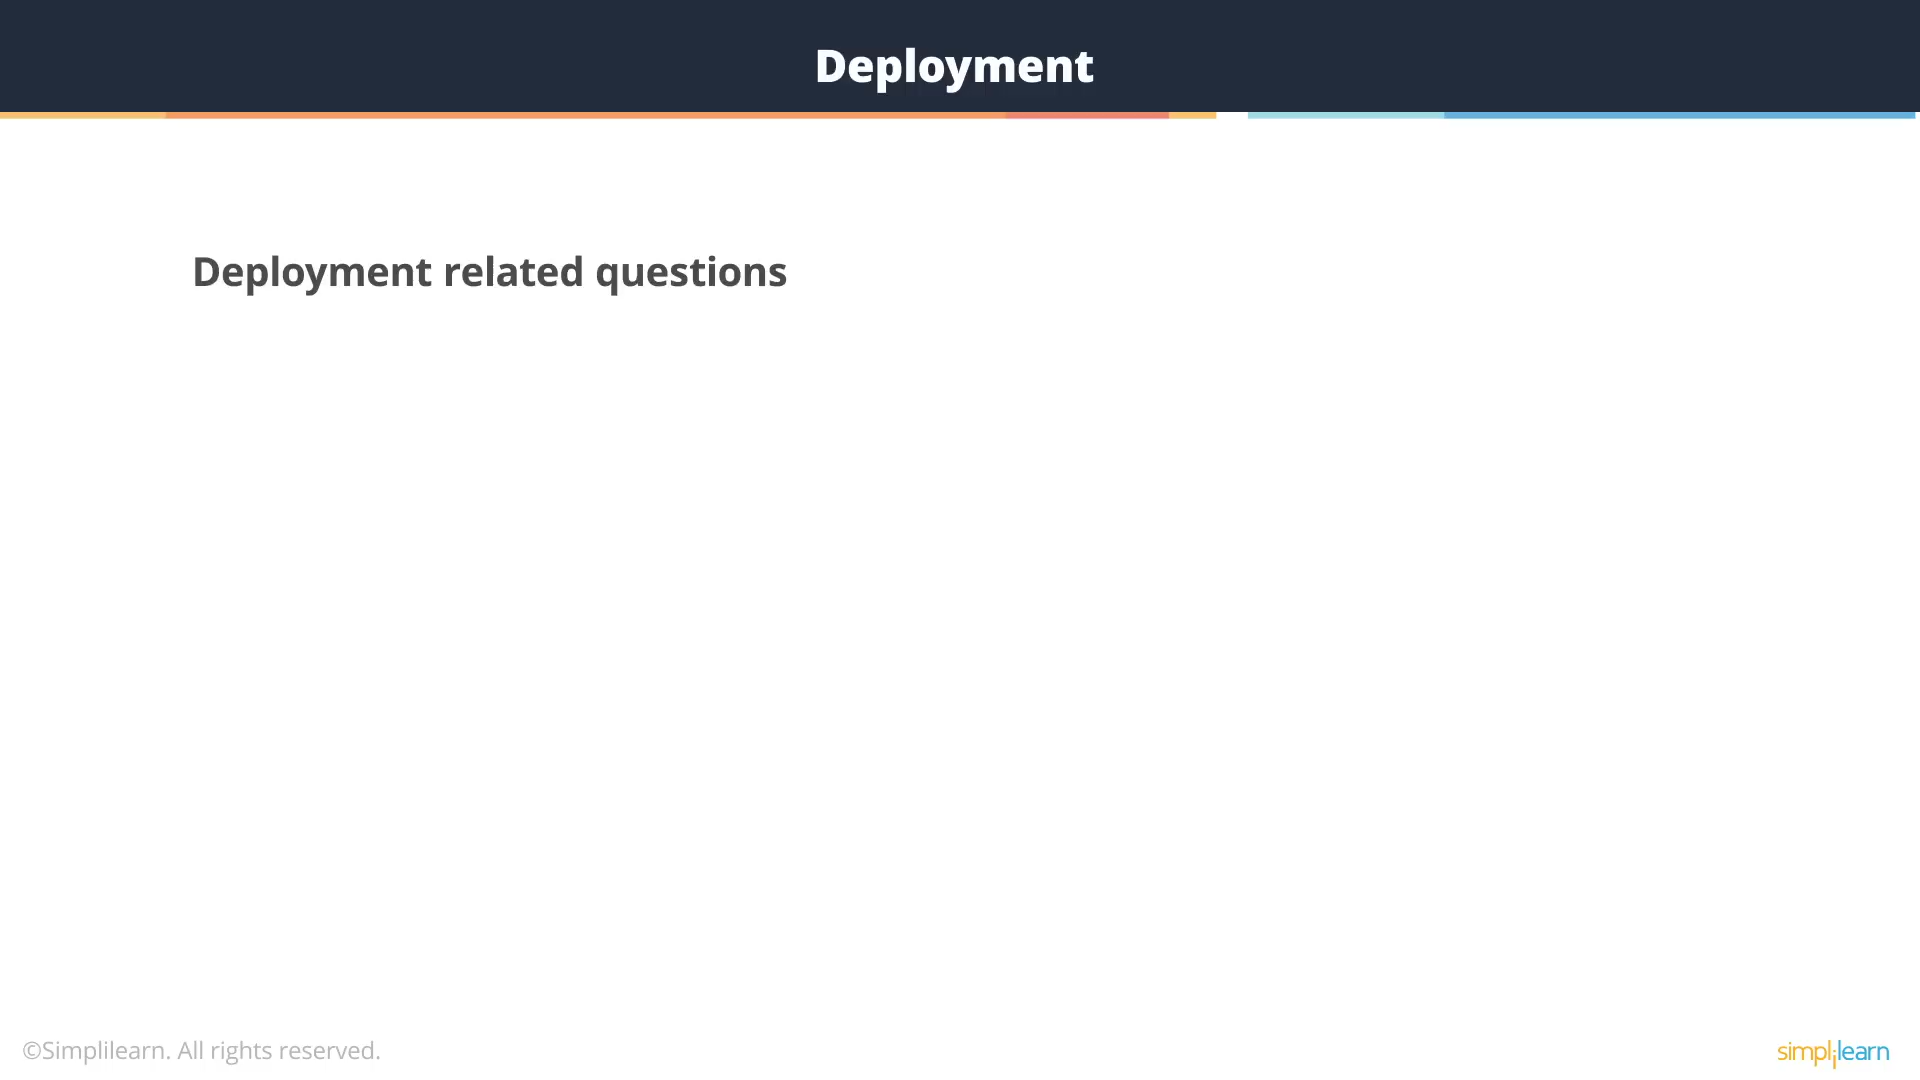 Deployment
Deployment related questions
©Simplilearn. All rights reserved.
simplilearn